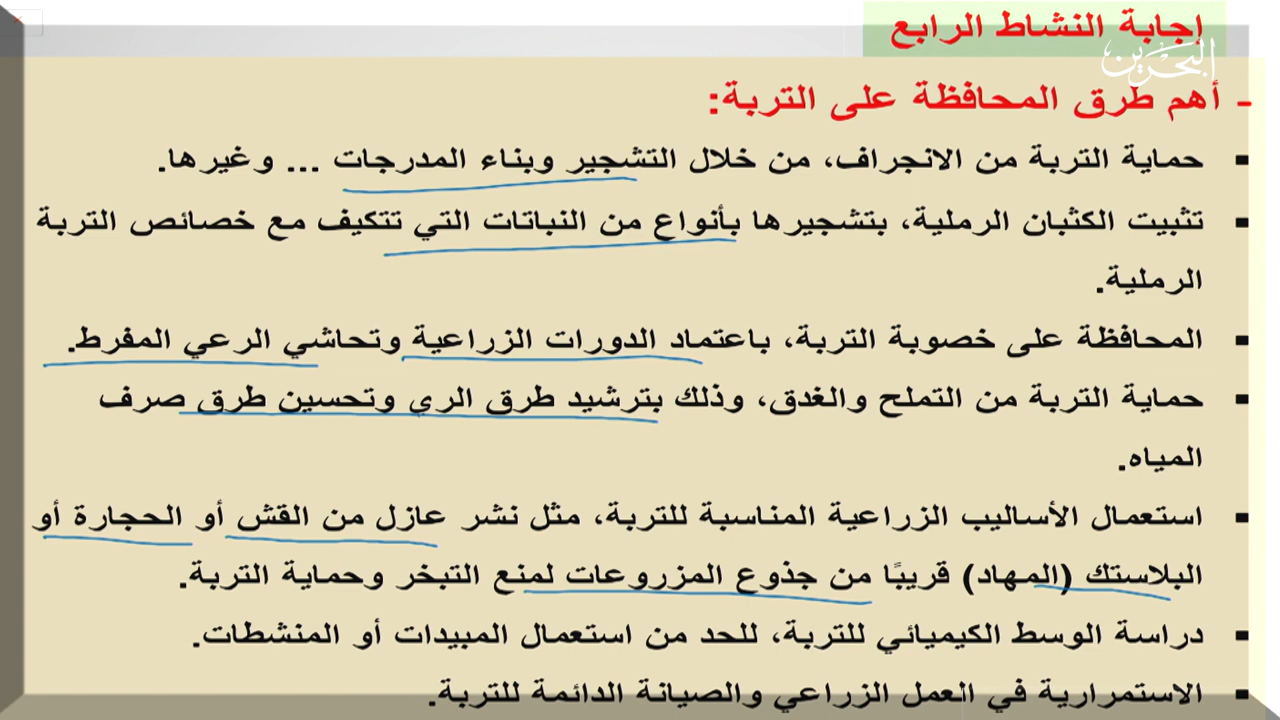 إجابة النشاط الرابع
البحرين
- أهم طرق المحافظة على التربة:
▪ حماية التربة من الانجراف، من خلال التشجير وبناء المدرجات ... وغيرها.
▪ تثبيت الكثبان الرملية، بتشجيرها بأنواع من النباتات التي تتكيف مع خصائص التربة
الرملية.
▪ المحافظة على خصوبة التربة، باعتماد الدورات الزراعية وتحاشي الرعي المفرط.
▪ حماية التربة من التملح والغدق، وذلك بترشيد طرق الري وتحسين طرق صرف
المياه.
▪ استعمال الأساليب الزراعية المناسبة للتربة، مثل نشر عازل من القش أو الحجارة أو
البلاستك (المهاد) قريبًا من جذوع المزروعات لمنع التبخر وحماية التربة.
▪ دراسة الوسط الكيميائي للتربة، للحد من استعمال المبيدات أو المنشطات.
▪ الاستمرارية في العمل الزراعي والصيانة الدائمة للتربة.